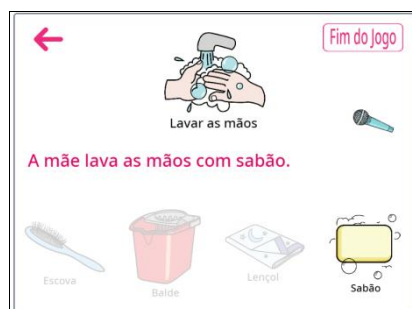 Fim do Jogo
Lavar as mãos
A mãe lava as mãos com sabão.
Escova
Balde
Lençol
Sabão